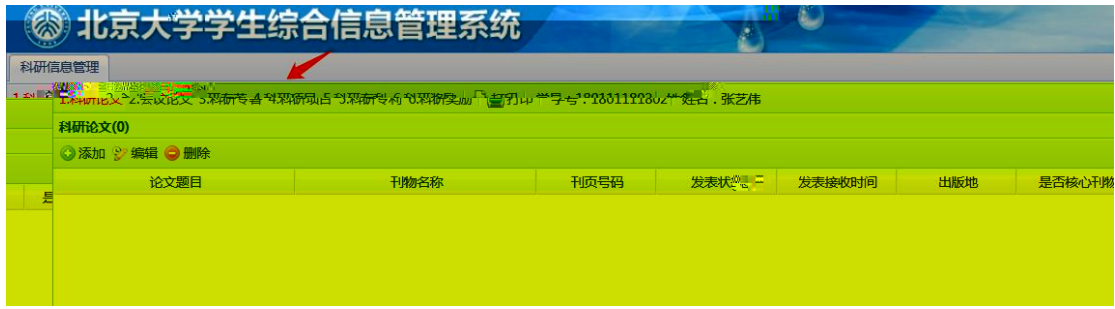 北京大学学生综合信息管理系统
科研信息管理
1.科研论文 2.会议论文 3.科研专著 4.科研项目 5.科研专利 6.科研奖励 打印 学号: 姓名：张艺伟
科研论文(0)
添加 编辑 删除
论文题目 刊物名称 刊页号码 发表状 发表接收时间 出版地 是否核心刊物
是